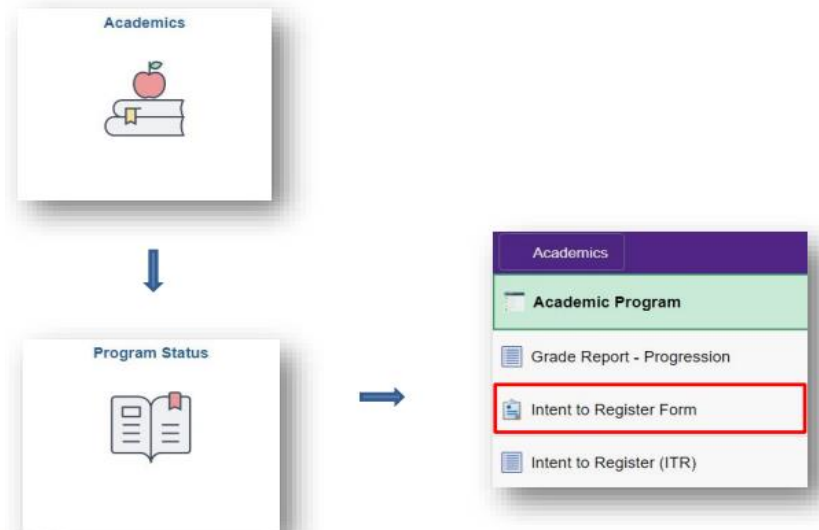 Academics
Program Status
Academics
Academic Program
Grade Report - Progression
Intent to Register Form
Intent to Register (ITR)